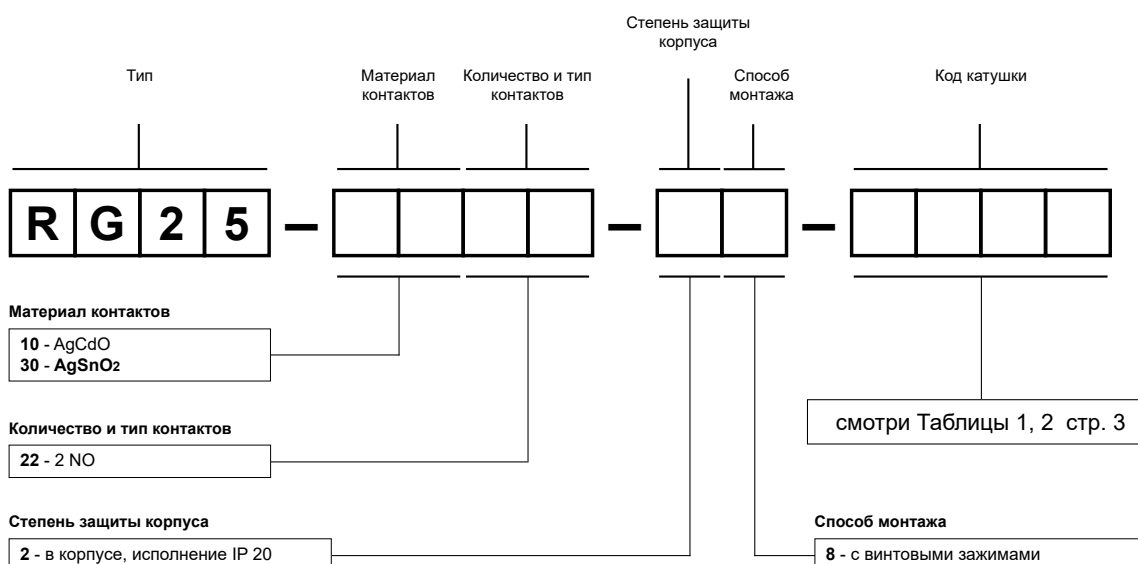 Степень защиты
корпуса
Тип
Материал
контактов
Количество и тип
контактов
Способ
монтажа
Код катушки
RG25 – –  –
Материал контактов
10 - AgCdO
30 - AgSnO2
Количество и тип контактов
22 - 2 NO
смотри Таблицы 1, 2 стр. 3
Степень защиты корпуса
2 - в корпусе, исполнение IP 20
Способ монтажа
8 - с винтовыми зажимами